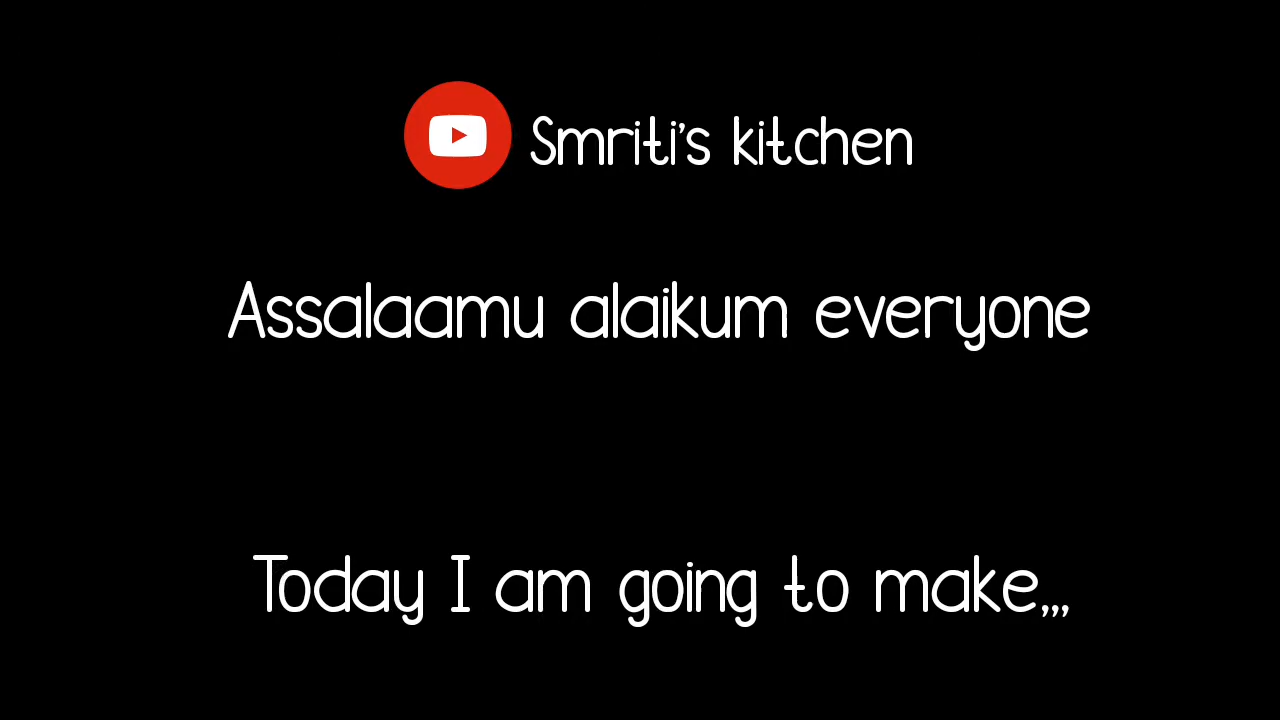 Smriti's kitchen
Assalaamu alaikum everyone
Today I am going to make,,,